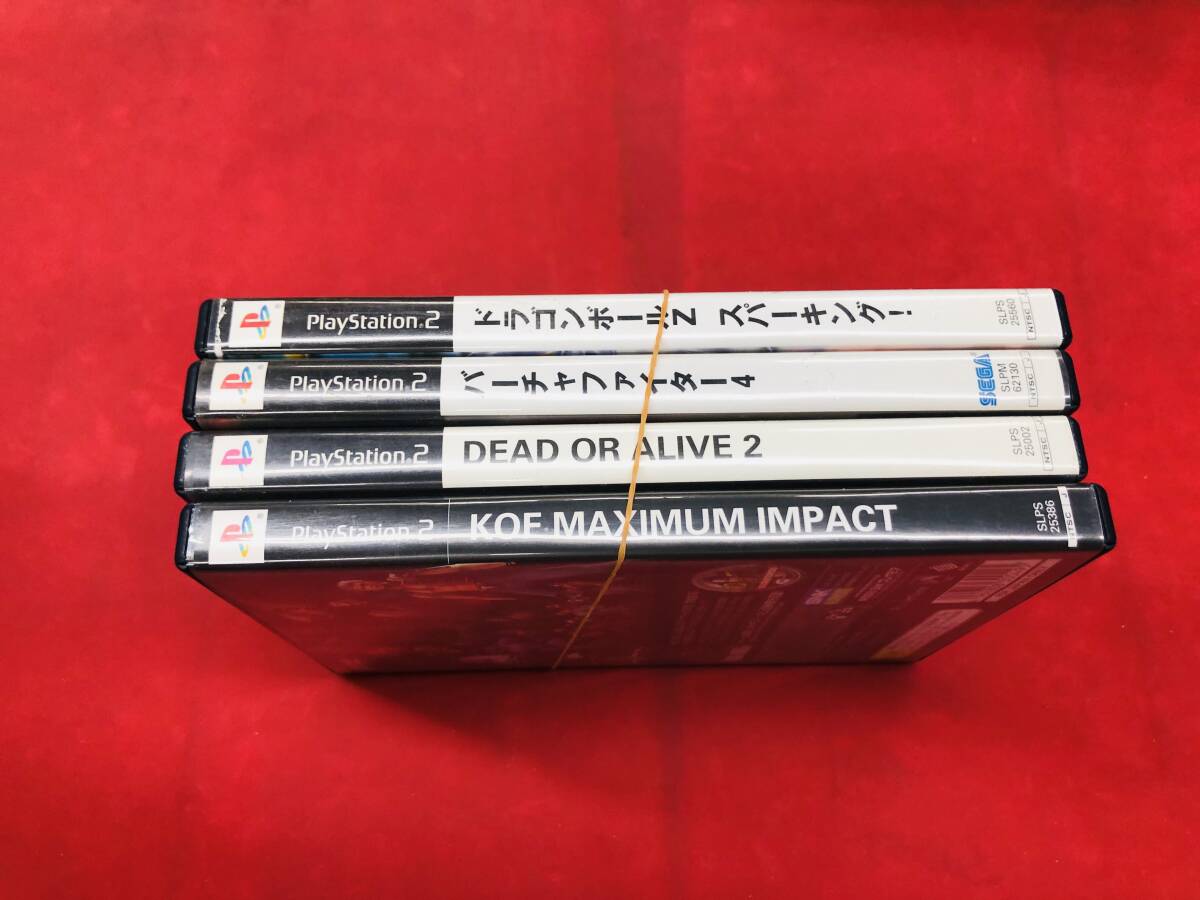 PlayStation.2 ドラゴンボールZ スパーキング! SLPS 25560 NTSC J
PlayStation.2 バーチャファイター4 SEGA SLPM 62130 NTSC J
PlayStation.2 DEAD OR ALIVE 2 SLPS 25002 NTSC J
PlayStation.2 KOF MAXIMUM IMPACT SLPS 25386 NTSC J